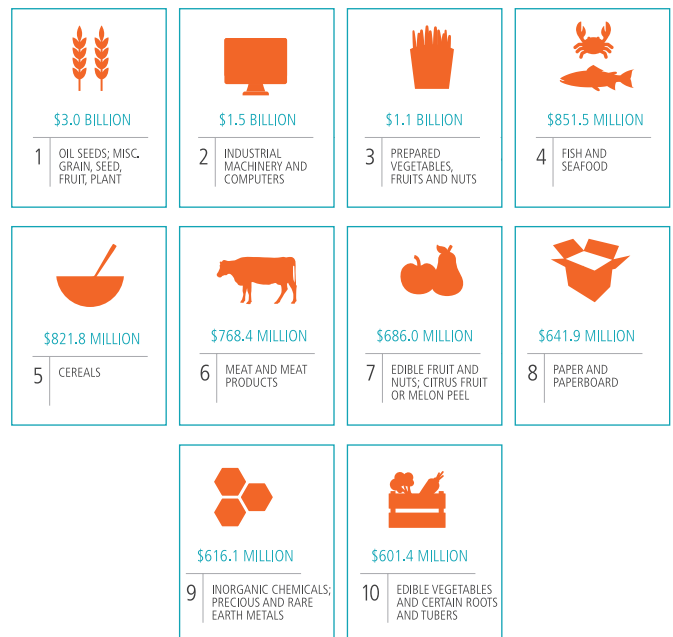 $3.0 BILLION
1
OIL SEEDS; MISC.
GRAIN, SEED,
FRUIT, PLANT
$1.5 BILLION
2
INDUSTRIAL
MACHINERY AND
COMPUTERS
$1.1 BILLION
3
PREPARED
VEGETABLES,
FRUITS AND NUTS
$851.5 MILLION
4
FISH AND
SEAFOOD
$821.8 MILLION
5
CEREALS
$768.4 MILLION
6
MEAT AND MEAT
PRODUCTS
$686.0 MILLION
7
EDIBLE FRUIT AND
NUTS; CITRUS FRUIT
OR MELON PEEL
$641.9 MILLION
8
PAPER AND
PAPERBOARD
$616.1 MILLION
9
INORGANIC CHEMICALS;
PRECIOUS AND RARE
EARTH METALS
$601.4 MILLION
10
EDIBLE VEGETABLES
AND CERTAIN ROOTS
AND TUBERS